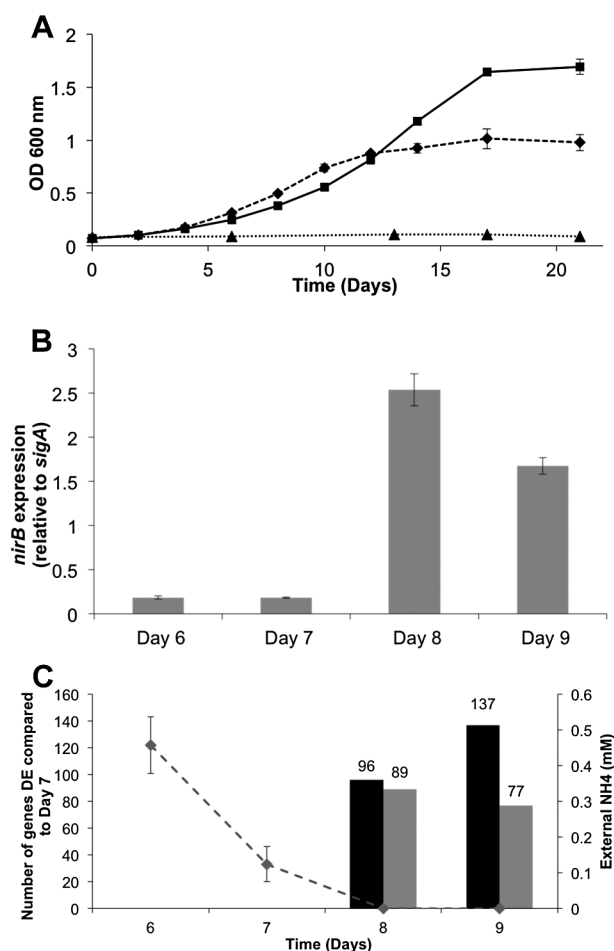 A
2
1.5
1
0.5
0
OD 600 nm
0
5
10
15
20
Time (Days)
B
3
2.5
2
1.5
1
0.5
0
nirB expression
(relative to sigA)
Day 6
Day 7
Day 8
Day 9
C
160
140
120
100
80
60
40
20
0
Number of genes DE compared
to Day 7
96
89
137
77
0.6
0.5
0.4
0.3
0.2
0.1
0
External NH4 (mM)
6
7
8
9
Time (Days)